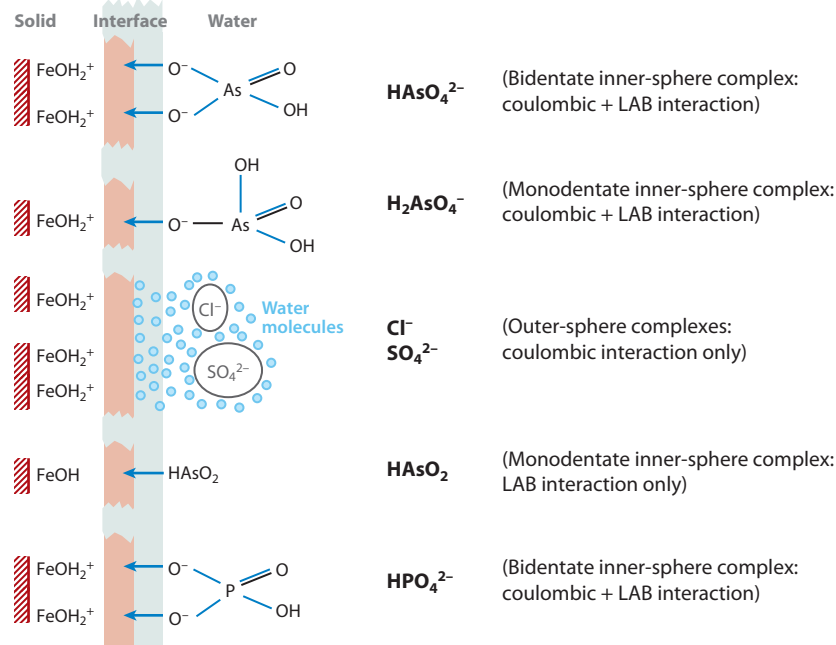 Solid Interface Water
FeOH₂⁺ O⁻ As O
FeOH₂⁺ O⁻ OH
HAsO₄²⁻ (Bidentate inner-sphere complex:
coulombic + LAB interaction)
OH
FeOH₂⁺ O⁻ As O
OH
H₂AsO₄⁻ (Monodentate inner-sphere complex:
coulombic + LAB interaction)
FeOH₂⁺ Cl⁻ Water
molecules
FeOH₂⁺ SO₄²⁻
FeOH₂⁺
Cl⁻ (Outer-sphere complexes:
SO₄²⁻ coulombic interaction only)
FeOH HAsO₂
HAsO₂ (Monodentate inner-sphere complex:
LAB interaction only)
FeOH₂⁺ O⁻ P O
FeOH₂⁺ O⁻ OH
HPO₄²⁻ (Bidentate inner-sphere complex:
coulombic + LAB interaction)